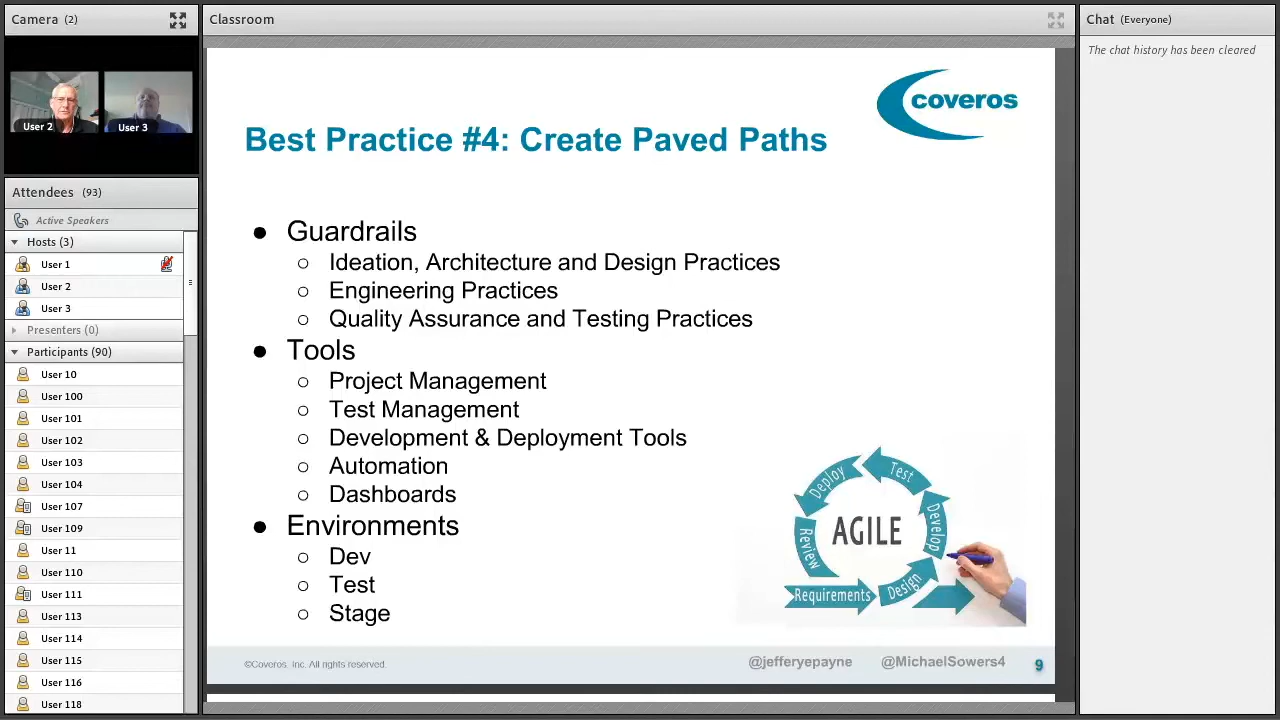 Camera (2)
User 2
User 3
Attendees (93)
Active Speakers
Hosts (3)
User 1
User 2
User 3
Presenters (0)
Participants (90)
User 10
User 100
User 101
User 102
User 103
User 104
User 107
User 109
User 11
User 110
User 111
User 113
User 114
User 115
User 116
User 118
Classroom
coveros
Best Practice #4: Create Paved Paths
● Guardrails
○ Ideation, Architecture and Design Practices
○ Engineering Practices
○ Quality Assurance and Testing Practices
● Tools
○ Project Management
○ Test Management
○ Development & Deployment Tools
○ Automation
○ Dashboards
● Environments
○ Dev
○ Test
○ Stage
AGILE
Requirements
Design
Develop
Test
Deploy
Review
©Coveros, Inc. All rights reserved.
@jefferyepayne @MichaelSowers4 9
Chat (Everyone)
The chat history has been cleared